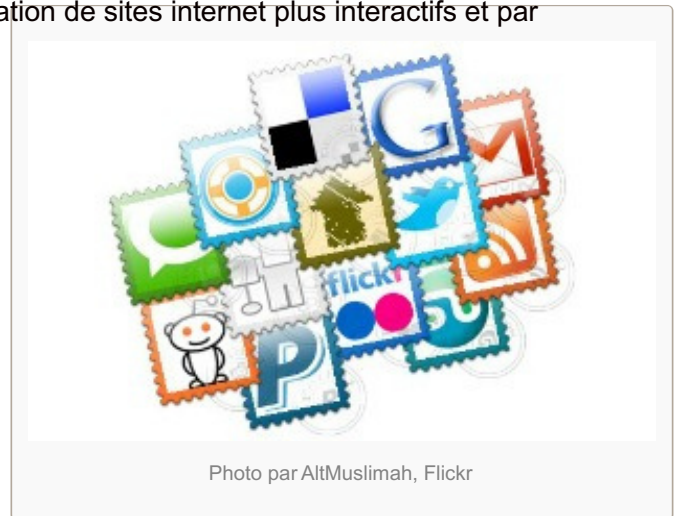 ation de sites internet plus interactifs et par
G
flickr
P
Photo par AltMuslimah, Flickr